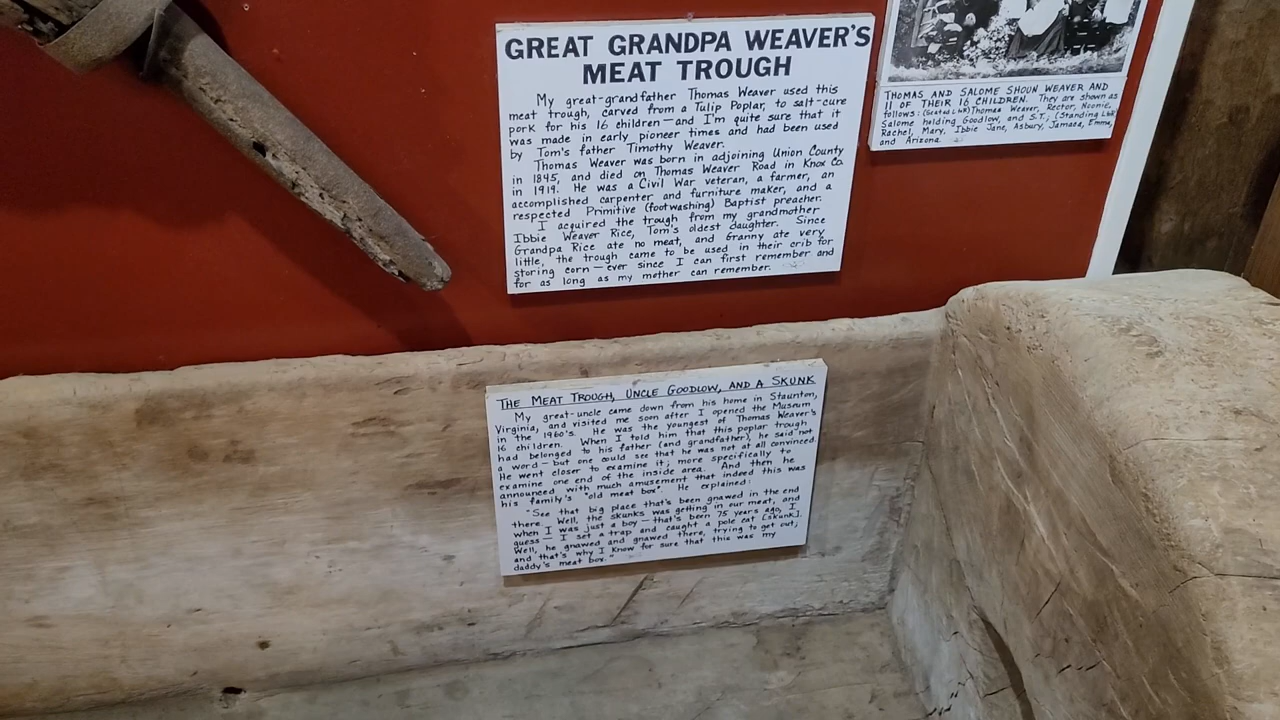 GREAT GRANDPA WEAVER'S
MEAT TROUGH
My great-grandfather Thomas Weaver used this
meat trough, carved from a Tulip Poplar, to salt-cure
pork for his 16 children—and I'm quite sure that it
was made in early pioneer times and had been used
by Tom's father Timothy Weaver.
Thomas Weaver was born in adjoining Union County
in 1845, and died on Thomas Weaver Road in Knox Co.
in 1919. He was a Civil War veteran, a farmer, an
accomplished carpenter and furniture maker, and a
respected Primitive (footwashing) Baptist preacher.
I acquired the trough from my grandmother
Ibbie Weaver Rice, Tom's oldest daughter. Since
Grandpa Rice ate no meat, and Granny ate very
little, the trough came to be used in their crib for
storing corn—ever since I can first remember and
for as long as my mother can remember.
THOMAS AND SALOME SHOUN WEAVER AND
11 OF THEIR 16 CHILDREN. They are shown as
follows: (Seated L to R) Thomas Weaver, Rector, Noonie,
Salome holding Goodlow, and S.T.; (Standing L to R)
Rachel, Mary, Ibbie Jane, Asbury, Jamasa, Emma,
and Arizona
THE MEAT TROUGH, UNCLE GOODLOW, AND A SKUNK
My great-uncle came down from his home in Staunton,
Virginia, and visited me soon after I opened the Museum
in the 1960's. He was the youngest of Thomas Weaver's
16 children. When I told him that this poplar trough
had belonged to his father (and grandfather), he said not
a word—but one could see that he was not at all convinced.
He went closer to examine it; more specifically to
examine one end of the inside area. And then he
announced with much amusement that indeed this was
his family's "old meat box". He explained:
"See that big place that's been gnawed in the end
there. Well, the skunks was getting in our meat, and
when I was just a boy—that's been 75 years ago, I
guess—I set a trap and caught a pole cat [skunk].
Well, he gnawed and gnawed there, trying to get out,
and that's why I know for sure that this was my
daddy's meat box."